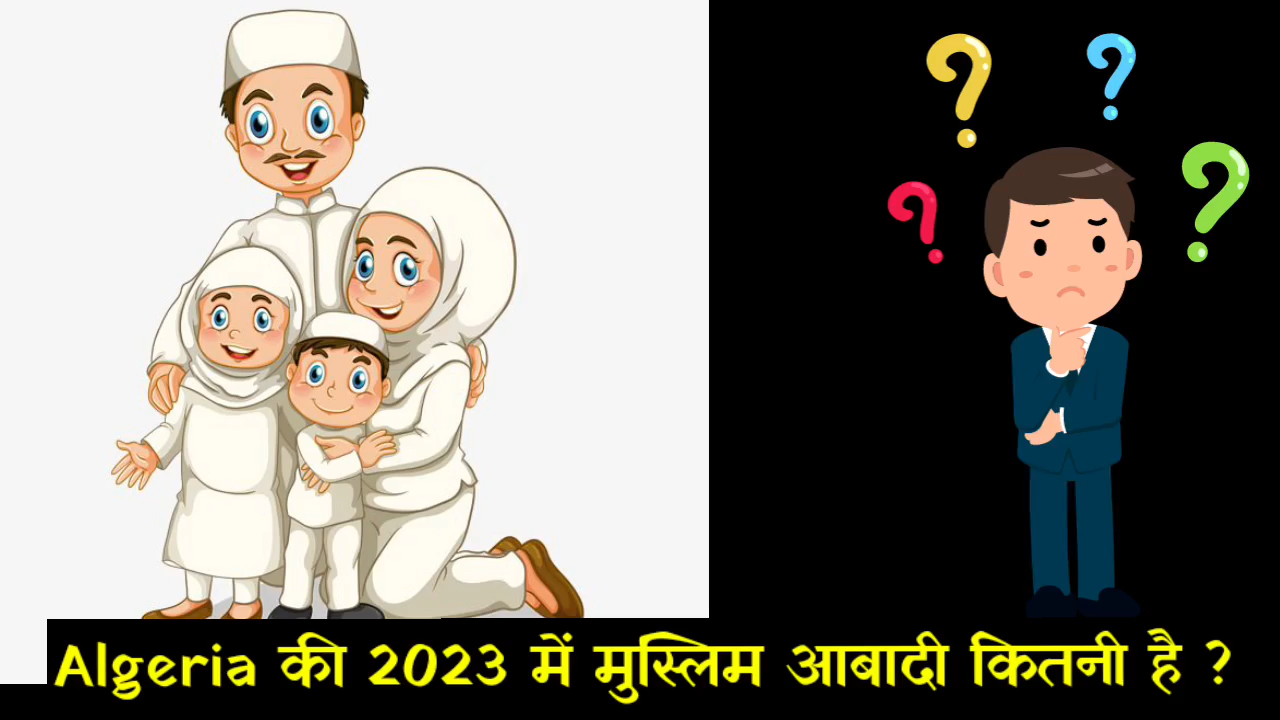 Algeria की 2023 में मुस्लिम आबादी कितनी है ?